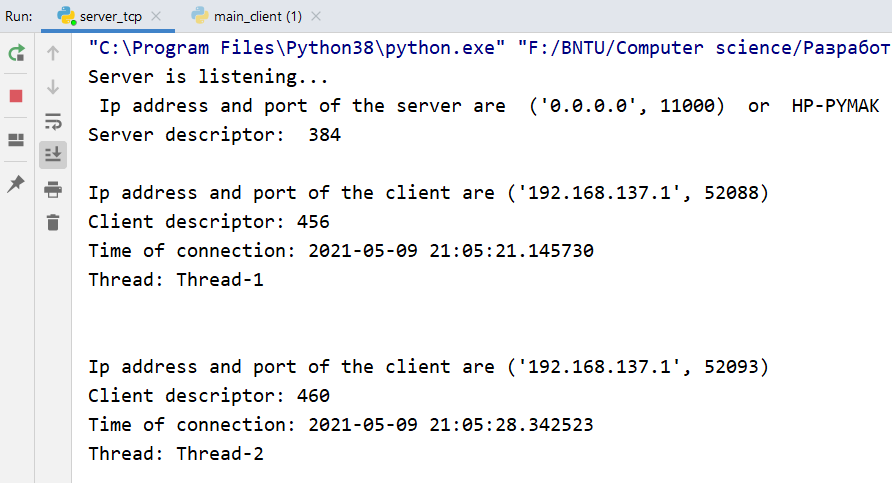 Run: server_tcp main_client (1)
"C:\Program Files\Python38\python.exe" "F:/BNTU/Computer science/Разработ
Server is listening...
Ip address and port of the server are ('0.0.0.0', 11000) or HP-PYMAK
Server descriptor: 384
Ip address and port of the client are ('192.168.137.1', 52088)
Client descriptor: 456
Time of connection: 2021-05-09 21:05:21.145730
Thread: Thread-1
Ip address and port of the client are ('192.168.137.1', 52093)
Client descriptor: 460
Time of connection: 2021-05-09 21:05:28.342523
Thread: Thread-2